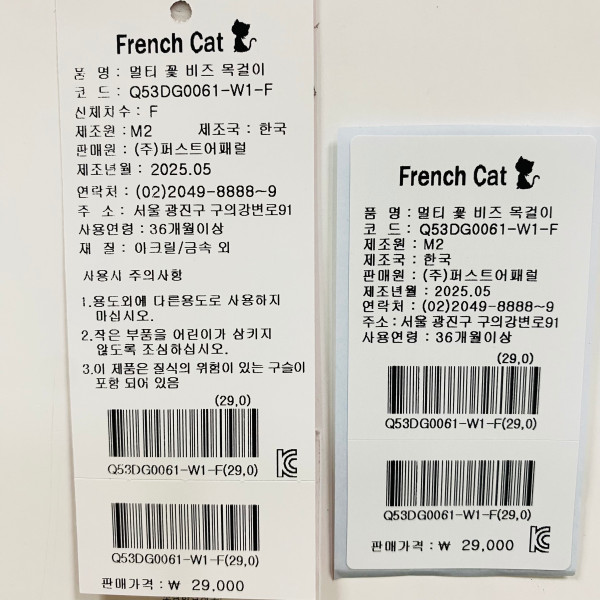 French Cat
품 명 : 멀티 꽃 비즈 목걸이
코 드 : Q53DG0061-W1-F
신체치수 : F
제조원 : M2 제조국 : 한국
판매원 : (주)퍼스트어패럴
제조년월 : 2025.05
연락처 : (02)2049-8888~9
주 소 : 서울 광진구 구의강변로91
사용연령 : 36개월이상
재 질 : 아크릴/금속 외
사용시 주의사항
1.용도외에 다른용도로 사용하지
마십시오.
2.작은 부품을 어린이가 삼키지
않도록 조심하십시오.
3.이 제품은 질식의 위험이 있는 구슬이
포함 되어 있음
(29,0)
Q53DG0061-W1-F(29,0)
Q53DG0061-W1-F(29,0)
판매가격 : ₩ 29,000
French Cat
품 명 : 멀티 꽃 비즈 목걸이
코 드 : Q53DG0061-W1-F
제조원 : M2
제조국 : 한국
판매원 : (주)퍼스트어패럴
제조년월 : 2025.05
연락처 : (02)2049-8888~9
주소 : 서울 광진구 구의강변로91
사용연령 : 36개월이상
(29,0)
Q53DG0061-W1-F(29,0)
Q53DG0061-W1-F(29,0)
판매가격 : ₩ 29,000